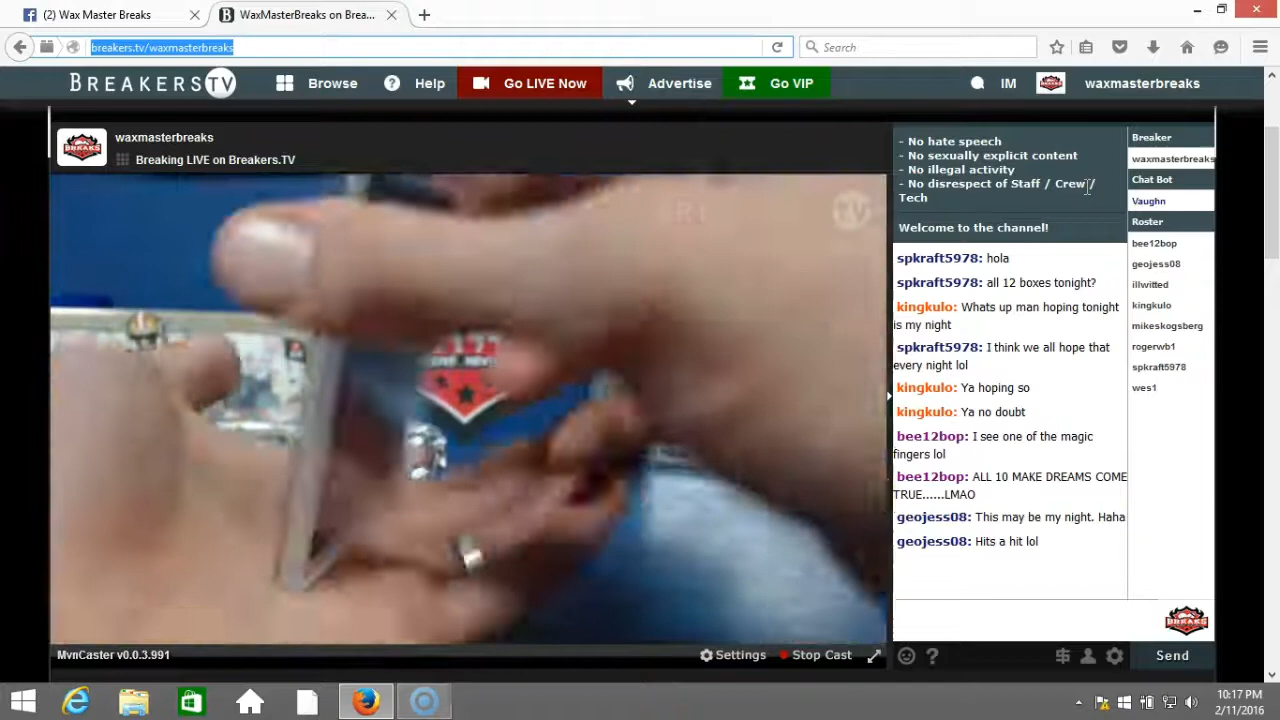 (2) Wax Master Breaks
WaxMasterBreaks on Brea...
breakers.tv/waxmasterbreaks
Search
BREAKERS TV
Browse
Help
Go LIVE Now
Advertise
Go VIP
IM
waxmasterbreaks
waxmasterbreaks
Breaking LIVE on Breakers.TV
- No hate speech
- No sexually explicit content
- No illegal activity
- No disrespect of Staff / Crew /
Tech
Welcome to the channel!
spkraft5978: hola
spkraft5978: all 12 boxes tonight?
kingkulo: Whats up man hoping tonight
is my night
spkraft5978: I think we all hope that
every night lol
kingkulo: Ya hoping so
kingkulo: Ya no doubt
bee12bop: I see one of the magic
fingers lol
bee12bop: ALL 10 MAKE DREAMS COME
TRUE......LMAO
geojess08: This may be my night. Haha
geojess08: Hits a hit lol
Breaker
waxmasterbreaks
Chat Bot
Vaughn
Roster
bee12bop
geojess08
illwitted
kingkulo
mikeskogsberg
rogerwb1
spkraft5978
wes1
BREAKS
MvnCaster v0.0.3.991
Settings
Stop Cast
Send
10:17 PM
2/11/2016